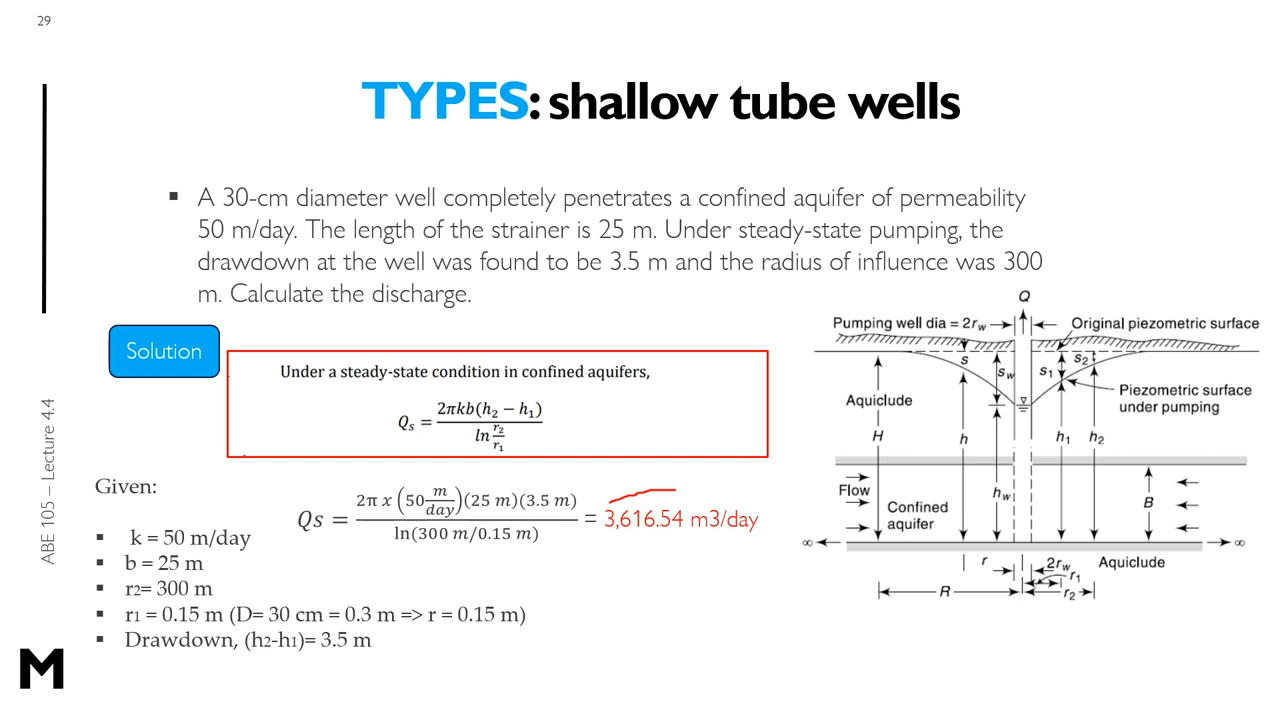 29
TYPES: shallow tube wells
▪ A 30-cm diameter well completely penetrates a confined aquifer of permeability
50 m/day. The length of the strainer is 25 m. Under steady-state pumping, the
drawdown at the well was found to be 3.5 m and the radius of influence was 300
m. Calculate the discharge.
Solution
Under a steady-state condition in confined aquifers,
Qₛ = 2πkb(h₂ − h₁) / ln r₂/r₁
Given:
▪ k = 50 m/day
▪ b = 25 m
▪ r2= 300 m
▪ r1 = 0.15 m (D= 30 cm = 0.3 m => r = 0.15 m)
▪ Drawdown, (h2-h1)= 3.5 m
Qs = 2π x (50 m/day)(25 m)(3.5 m) / ln(300 m/0.15 m) = 3,616.54 m3/day
Q
Pumping well dia = 2rw
Original piezometric surface
s
sw
s1
s2
Piezometric surface
under pumping
Aquiclude
H
h
h1
h2
Flow
hw
B
Confined
aquifer
∞
∞
r
2rw
Aquiclude
r1
R
r2
ABE 105 – Lecture 4.4
M